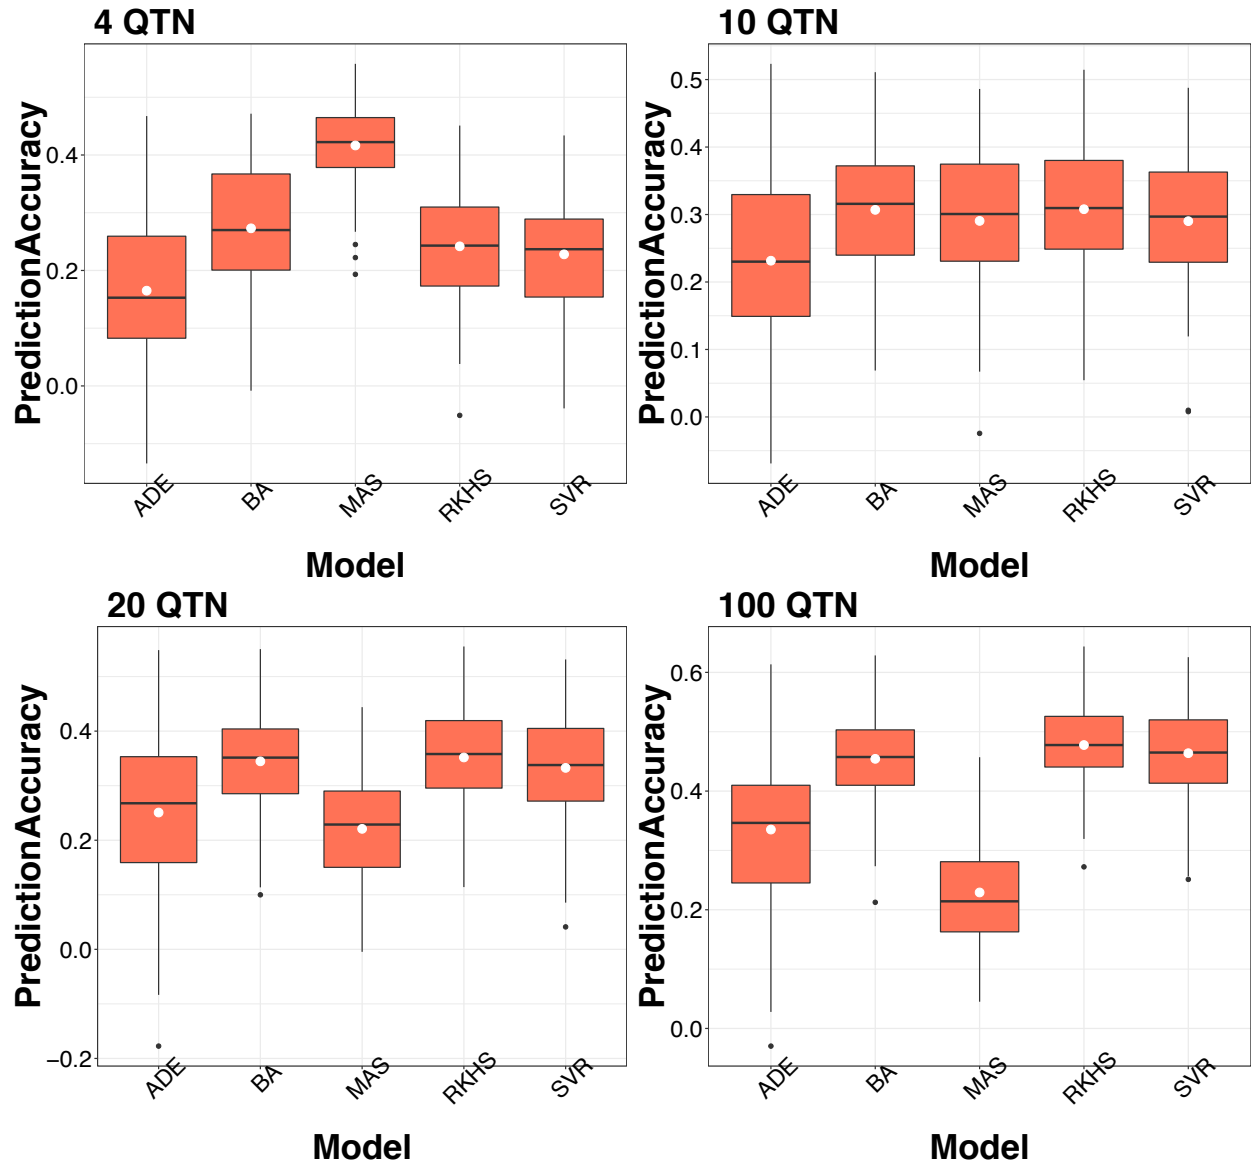 4 QTN
PredictionAccuracy
0.4
0.2
0.0
ADE BA MAS RKHS SVR
Model
10 QTN
PredictionAccuracy
0.5
0.4
0.3
0.2
0.1
0.0
ADE BA MAS RKHS SVR
Model
20 QTN
PredictionAccuracy
0.4
0.2
0.0
−0.2
ADE BA MAS RKHS SVR
Model
100 QTN
PredictionAccuracy
0.6
0.4
0.2
0.0
ADE BA MAS RKHS SVR
Model